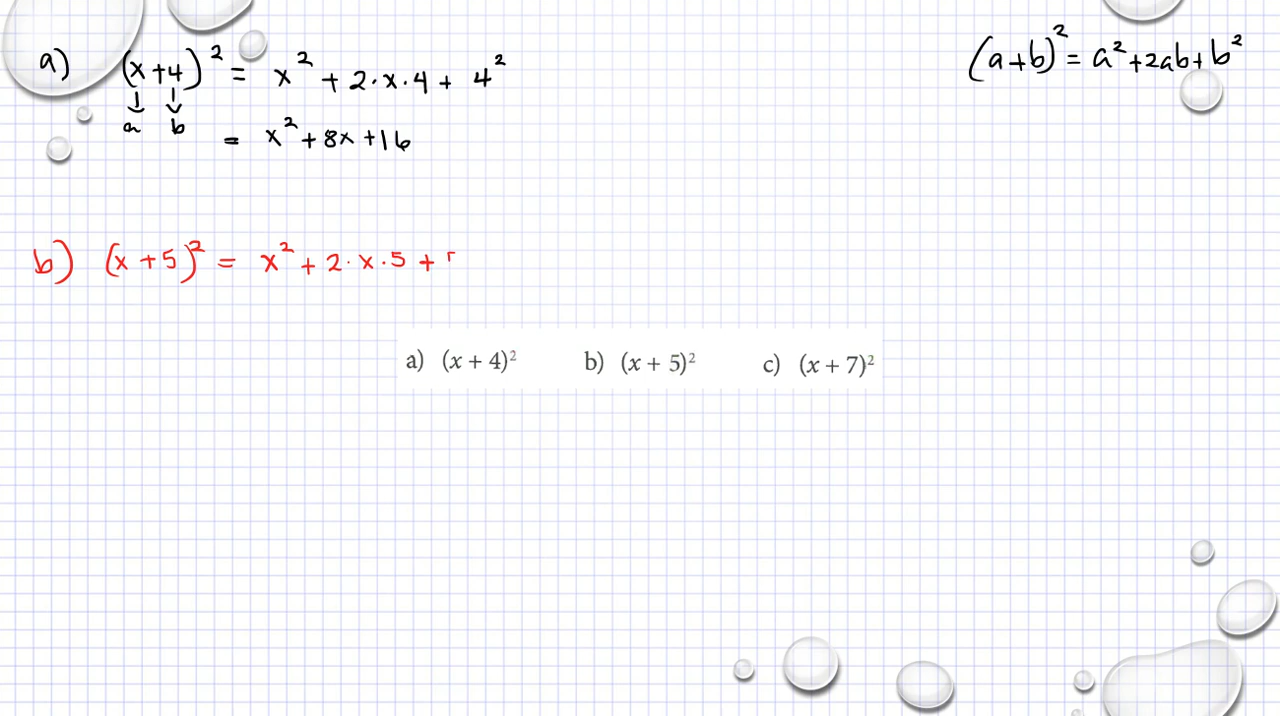 a) (x+4)² = x² + 2·x·4 + 4²
(a+b)² = a²+2ab+b²
a b
= x² + 8x + 16
b) (x+5)² = x² + 2·x·5 +
a) (x + 4)² b) (x + 5)² c) (x + 7)²